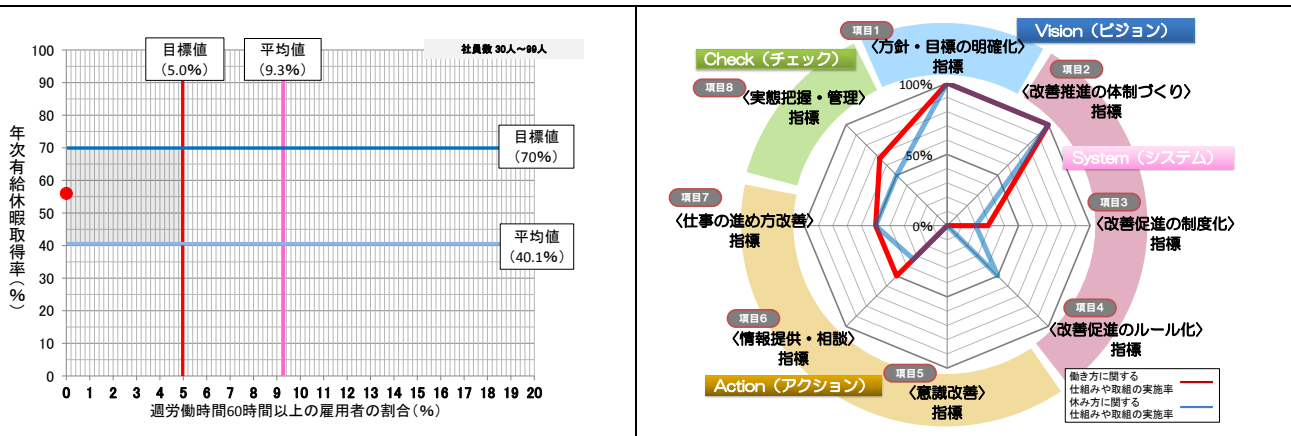 目標値
(5.0%)
平均値
(9.3%)
社員数 30人～99人
目標値
(70%)
平均値
(40.1%)
年次有給休暇取得率(%)
100
90
80
70
60
50
40
30
20
10
0
0 1 2 3 4 5 6 7 8 9 10 11 12 13 14 15 16 17 18 19 20
週労働時間60時間以上の雇用者の割合(%)
Vision（ビジョン）
項目1
〈方針・目標の明確化〉
指標
Check（チェック）
項目2
〈改善推進の体制づくり〉
指標
項目8
〈実態把握・管理〉
指標
100%
50%
0%
System（システム）
項目7
〈仕事の進め方改善〉
指標
項目3
〈改善促進の制度化〉
指標
項目6
〈情報提供・相談〉
指標
項目4
〈改善促進のルール化〉
指標
Action（アクション）
項目5
〈意識改善〉
指標
働き方に関する
仕組みや取組の実施率
休み方に関する
仕組みや取組の実施率